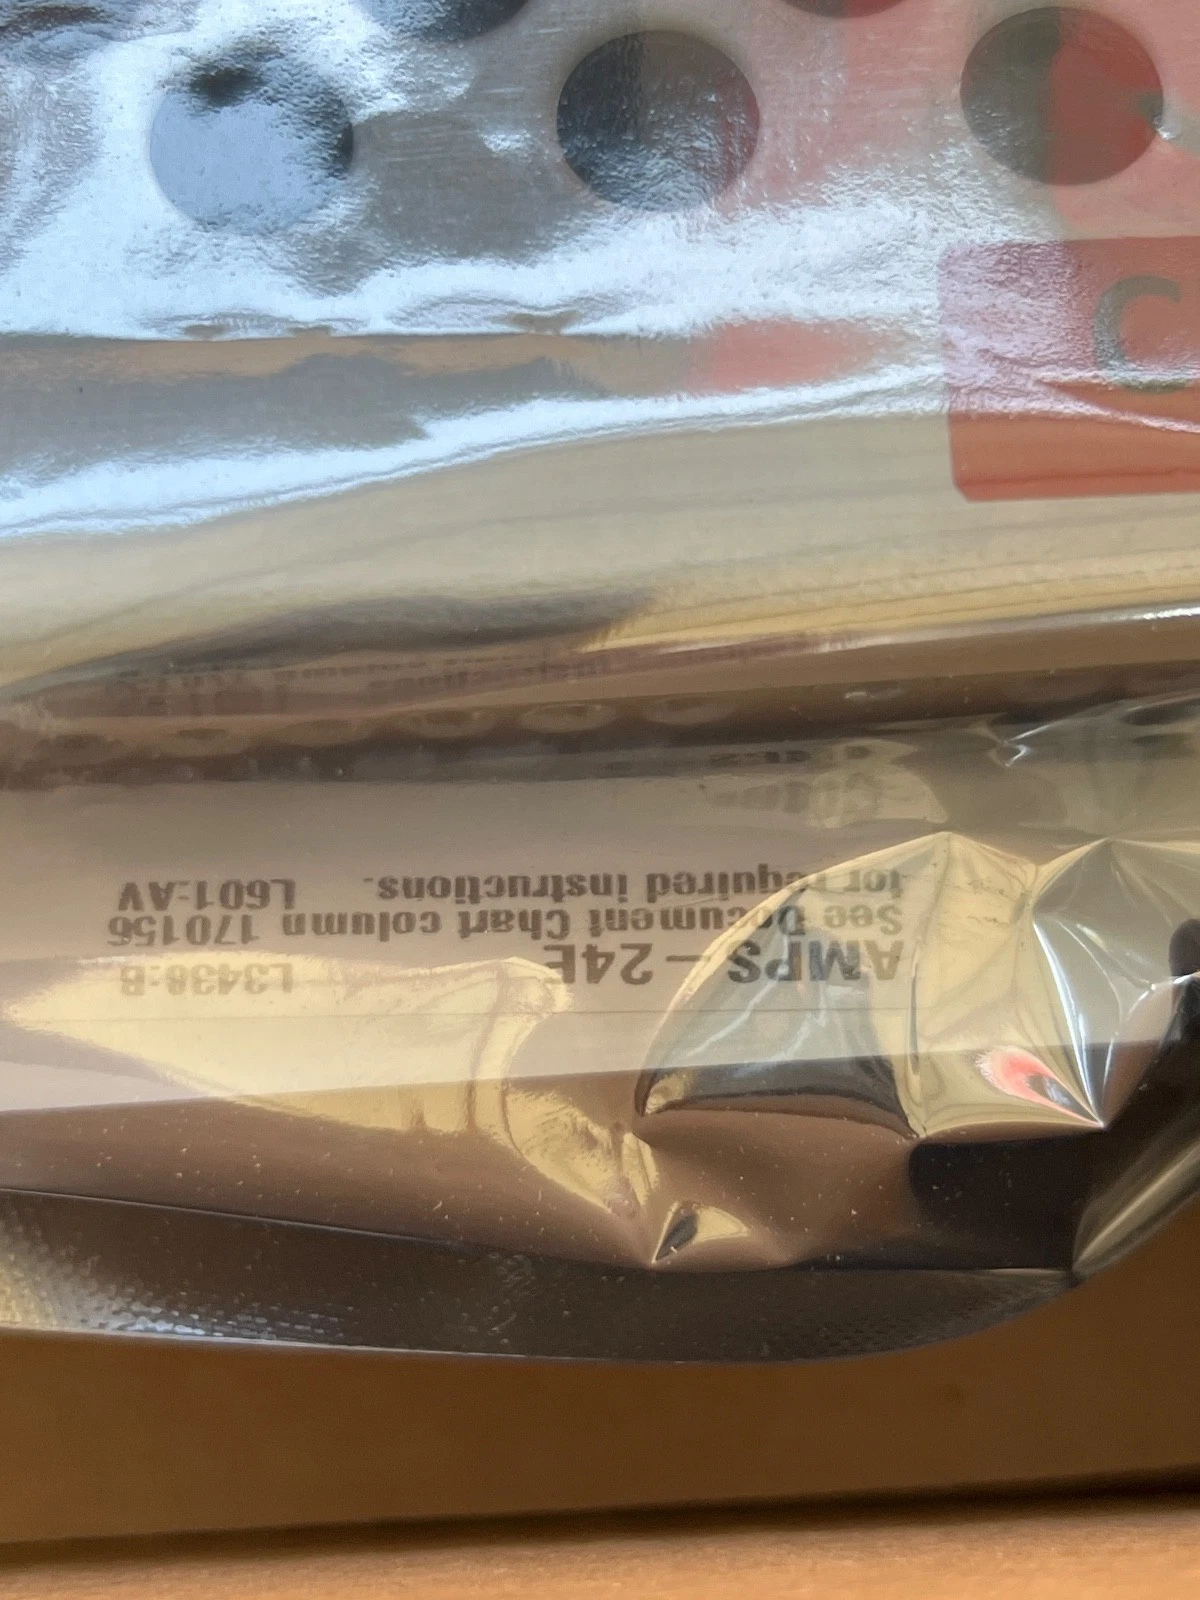 AMPS – 24E L3438:B
See Document Chart column 170156
for required instructions. L601:AV
C